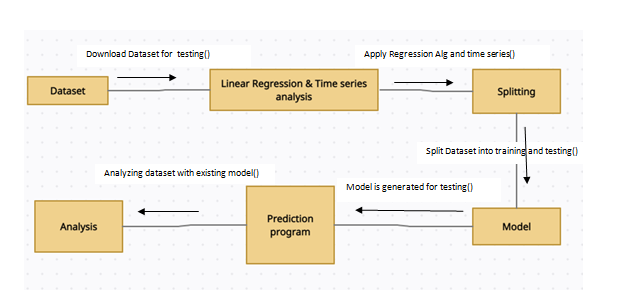 Download Dataset for testing()
Apply Regression Alg and time series()
Dataset
Linear Regression & Time series
analysis
Splitting
Split Dataset into training and testing()
Analyzing dataset with existing model()
Model is generated for testing()
Analysis
Prediction
program
Model